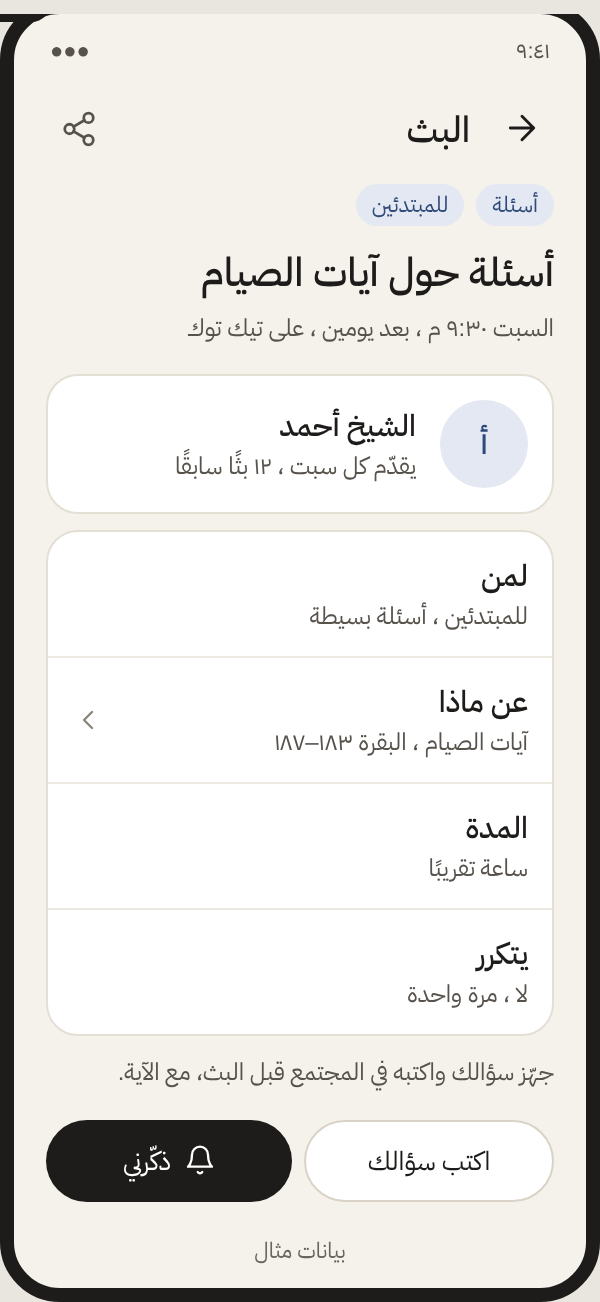 ٩:٤١
البث
أسئلة
للمبتدئين
أسئلة حول آيات الصيام
السبت ٩:٣٠ م ، بعد يومين ، على تيك توك
أ
الشيخ أحمد
يقدّم كل سبت ، ١٢ بثًا سابقًا
لمن
للمبتدئين ، أسئلة بسيطة
عن ماذا
آيات الصيام ، البقرة ١٨٣–١٨٧
المدة
ساعة تقريبًا
يتكرر
لا ، مرة واحدة
جهّز سؤالك واكتبه في المجتمع قبل البث، مع الآية.
اكتب سؤالك
ذكّرني
بيانات مثال